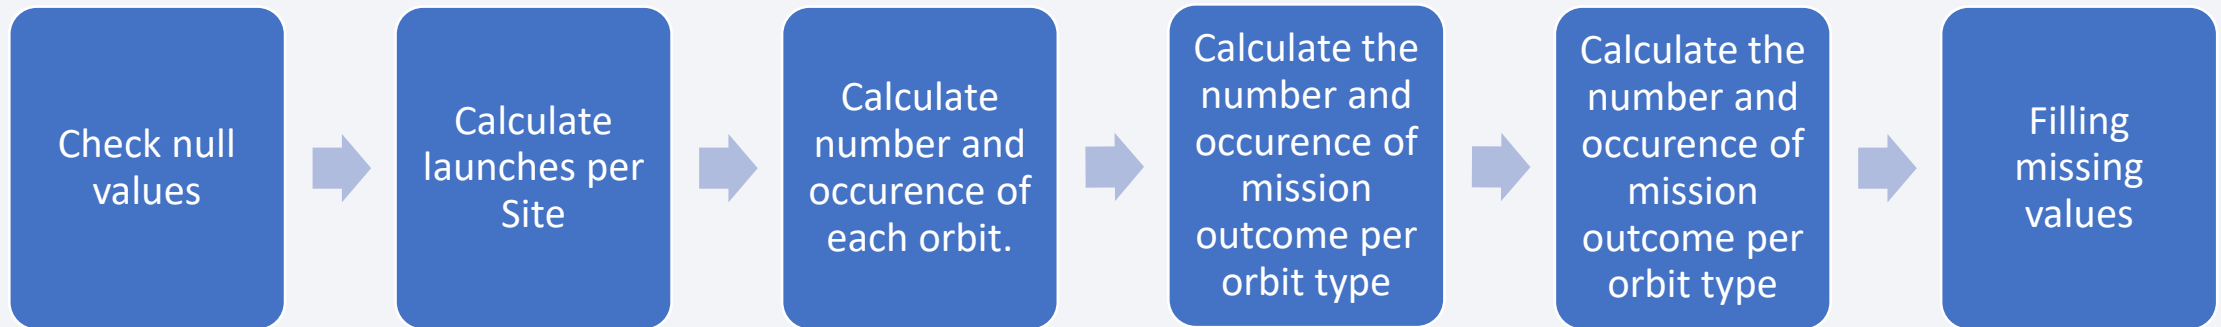 Check null
values
Calculate
launches per
Site
Calculate
number and
occurence of
each orbit.
Calculate the
number and
occurence of
mission
outcome per
orbit type
Calculate the
number and
occurence of
mission
outcome per
orbit type
Filling
missing
values